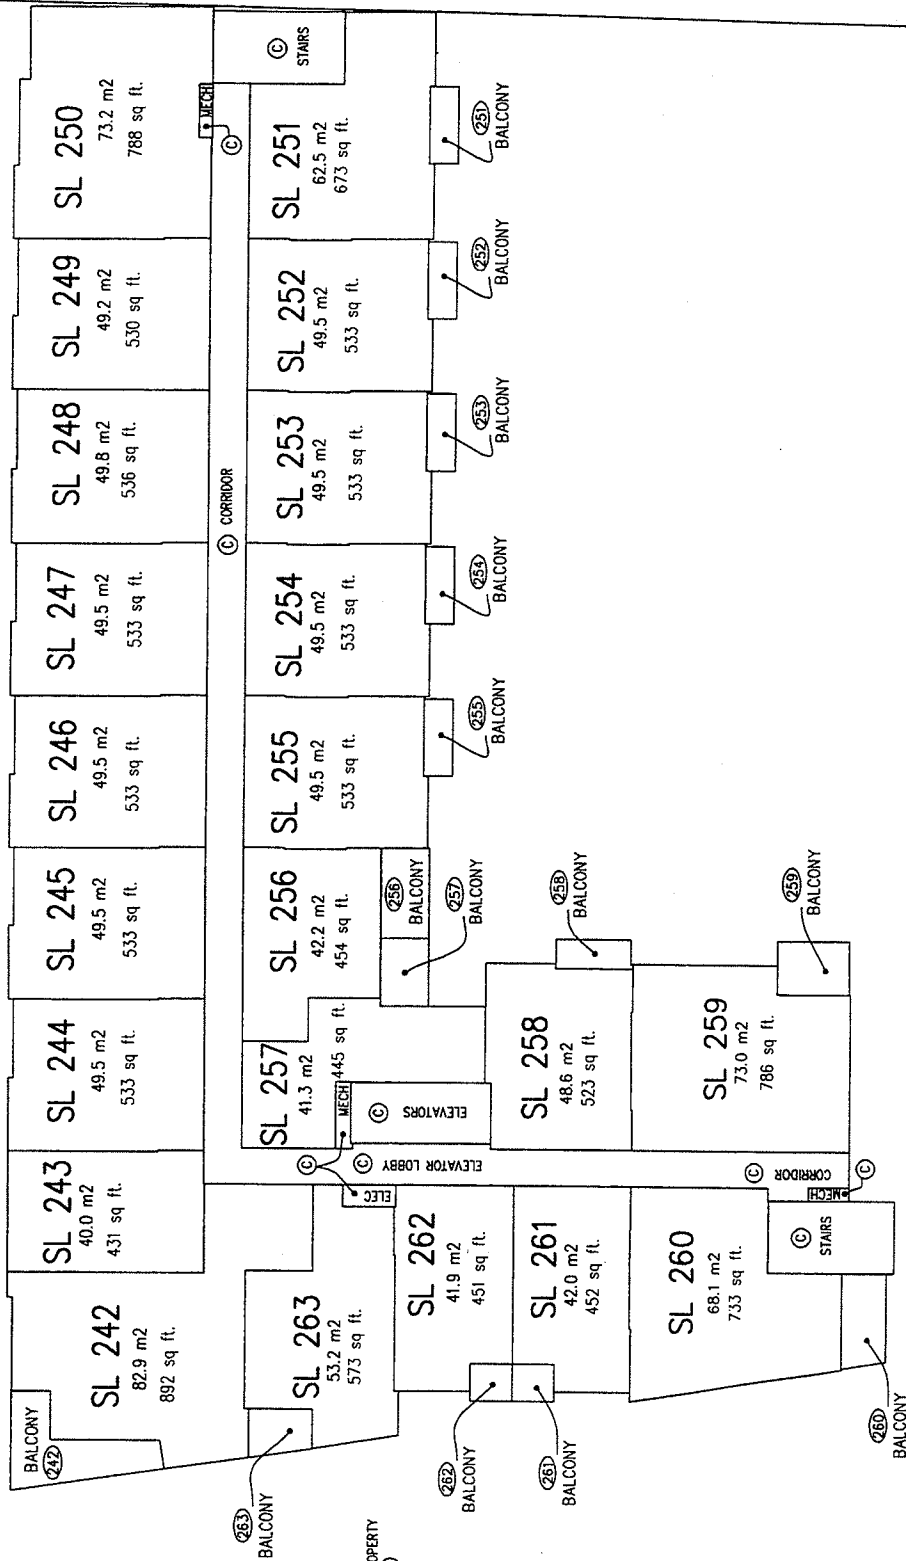 SL 250
73.2 m2
788 sq ft.
MECH
C
C
STAIRS
SL 249
49.2 m2
530 sq ft.
SL 251
62.5 m2
673 sq ft.
251
BALCONY
SL 248
49.8 m2
536 sq ft.
SL 252
49.5 m2
533 sq ft.
252
BALCONY
C CORRIDOR
SL 247
49.5 m2
533 sq ft.
SL 253
49.5 m2
533 sq ft.
253
BALCONY
SL 246
49.5 m2
533 sq ft.
SL 254
49.5 m2
533 sq ft.
254
BALCONY
SL 245
49.5 m2
533 sq ft.
SL 255
49.5 m2
533 sq ft.
255
BALCONY
SL 244
49.5 m2
533 sq ft.
SL 256
42.2 m2
454 sq ft.
256
BALCONY
257
BALCONY
258
BALCONY
259
BALCONY
SL 243
40.0 m2
431 sq ft.
SL 257
41.3 m2
445 sq ft.
MECH
C
ELEVATORS
SL 258
48.6 m2
523 sq ft.
SL 259
73.0 m2
786 sq ft.
C
C
ELEVATOR LOBBY
ELEC
C
CORRIDOR
MECH
C
C
STAIRS
SL 242
82.9 m2
892 sq ft.
BALCONY
242
SL 263
53.2 m2
573 sq ft.
263
BALCONY
SL 262
41.9 m2
451 sq ft.
262
BALCONY
SL 261
42.0 m2
452 sq ft.
261
BALCONY
SL 260
68.1 m2
733 sq ft.
260
BALCONY